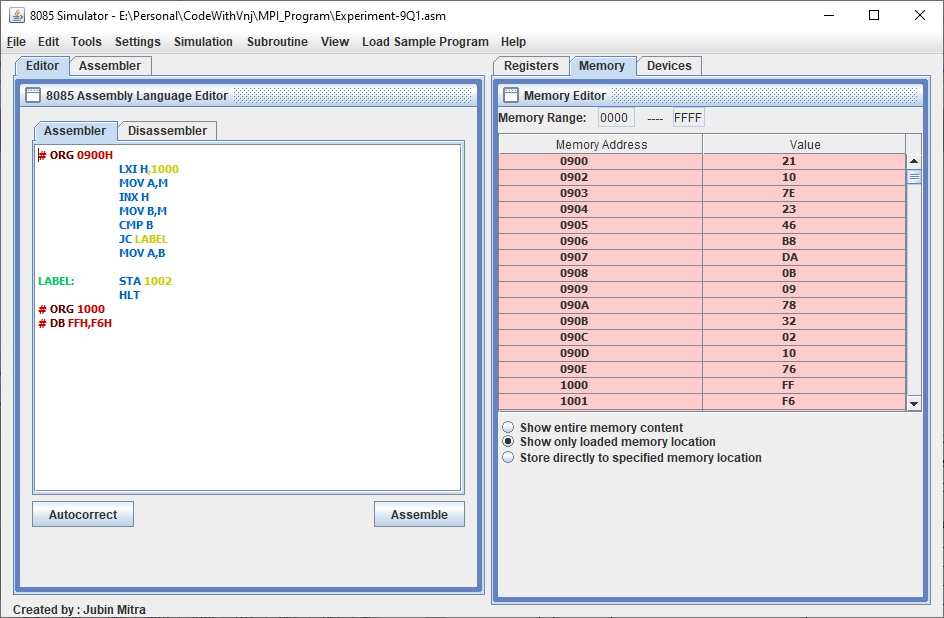 8085 Simulator - E:\Personal\CodeWithVnj\MPI_Program\Experiment-9Q1.asm
File Edit Tools Settings Simulation Subroutine View Load Sample Program Help
Editor Assembler
8085 Assembly Language Editor
Assembler Disassembler
# ORG 0900H
LXI H,1000
MOV A,M
INX H
MOV B,M
CMP B
JC LABEL
MOV A,B
LABEL: STA 1002
HLT
# ORG 1000
# DB FFH,F6H
Autocorrect Assemble
Created by : Jubin Mitra
Registers Memory Devices
Memory Editor
Memory Range: 0000 ---- FFFF
Memory Address Value
0900 21
0902 10
0903 7E
0904 23
0905 46
0906 B8
0907 DA
0908 0B
0909 09
090A 78
090B 32
090C 02
090D 10
090E 76
1000 FF
1001 F6
Show entire memory content
Show only loaded memory location
Store directly to specified memory location